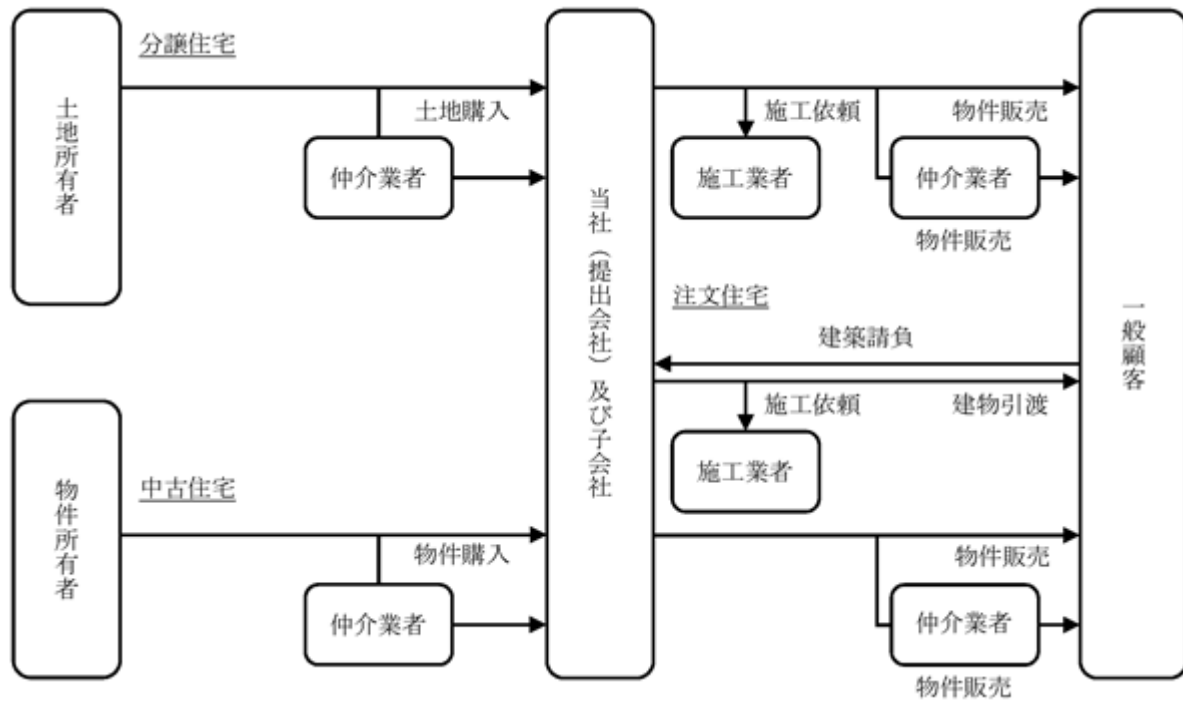 分譲住宅
土地所有者
土地購入
仲介業者
当社（提出会社）及び子会社
施工依頼
物件販売
施工業者
仲介業者
物件販売
注文住宅
建築請負
一般顧客
施工依頼
建物引渡
施工業者
物件所有者
中古住宅
物件購入
仲介業者
物件販売
仲介業者
物件販売